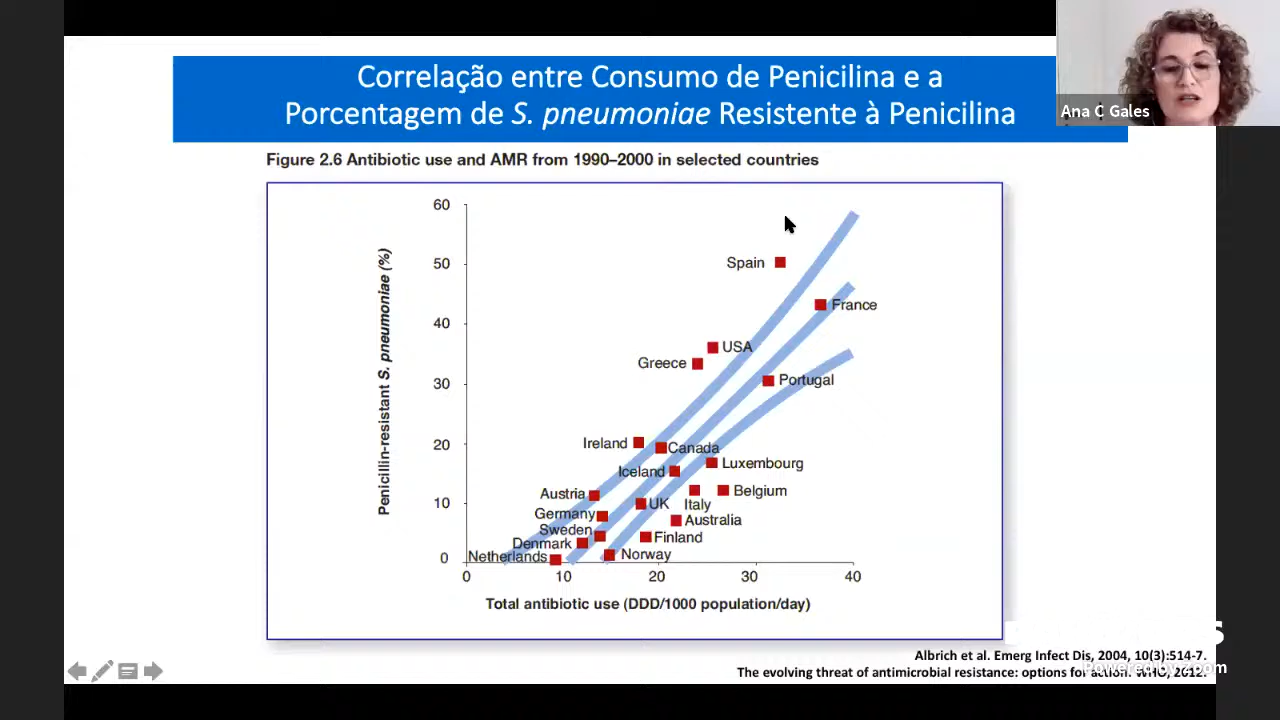 Correlação entre Consumo de Penicilina e a
Porcentagem de S. pneumoniae Resistente à Penicilina
Ana C Gales
Figure 2.6 Antibiotic use and AMR from 1990–2000 in selected countries
Penicillin-resistant S. pneumoniae (%)
60
50
40
30
20
10
0
Spain
France
USA
Greece
Portugal
Ireland
Canada
Iceland
Luxembourg
Austria
Belgium
Germany
UK
Italy
Sweden
Australia
Denmark
Finland
Netherlands
Norway
0
10
20
30
40
Total antibiotic use (DDD/1000 population/day)
Albrich et al. Emerg Infect Dis, 2004, 10(3):514-7.
The evolving threat of antimicrobial resistance: options for action. WHO, 2012.
Powered by Zoom